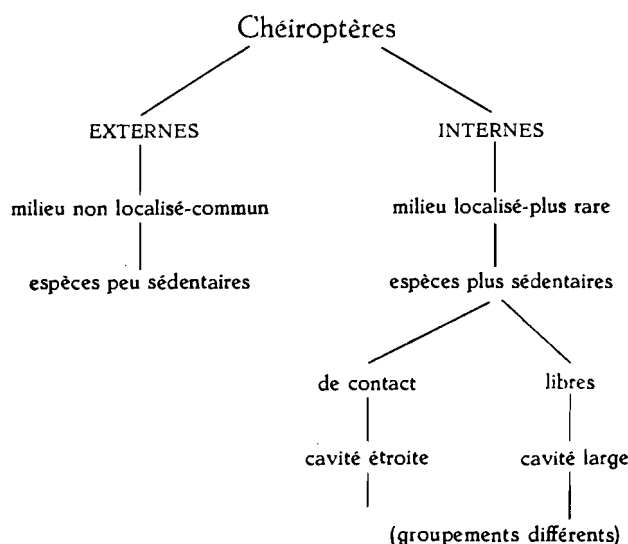 Chéiroptères
EXTERNES INTERNES
milieu non localisé-commun milieu localisé-plus rare
espèces peu sédentaires espèces plus sédentaires
de contact libres
cavité étroite cavité large
(groupements différents)